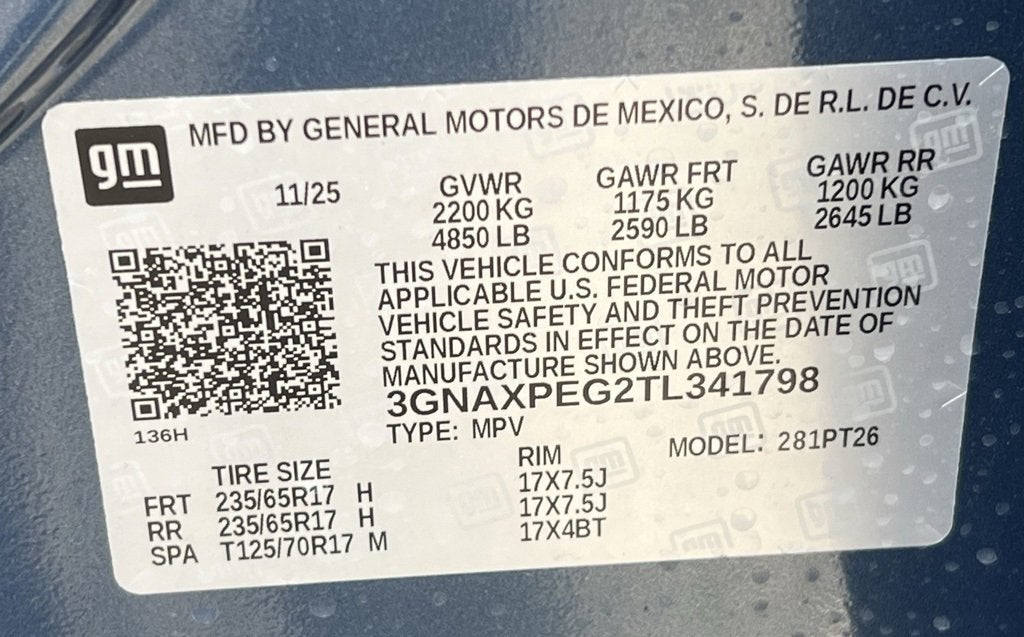 gm
MFD BY GENERAL MOTORS DE MEXICO, S. DE R.L. DE C.V.
11/25
GVWR
2200 KG
4850 LB
GAWR FRT
1175 KG
2590 LB
GAWR RR
1200 KG
2645 LB
THIS VEHICLE CONFORMS TO ALL
APPLICABLE U.S. FEDERAL MOTOR
VEHICLE SAFETY AND THEFT PREVENTION
STANDARDS IN EFFECT ON THE DATE OF
MANUFACTURE SHOWN ABOVE.
3GNAXPEG2TL341798
136H
TYPE: MPV
MODEL: 281PT26
TIRE SIZE RIM
FRT 235/65R17 H 17X7.5J
RR 235/65R17 H 17X7.5J
SPA T125/70R17 M 17X4BT